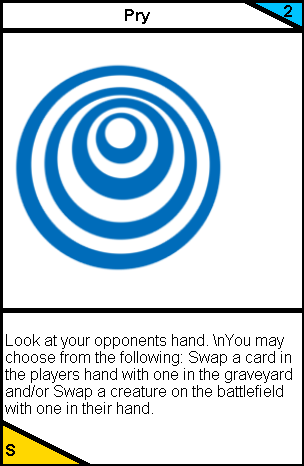 Pry
2
Look at your opponents hand. \nYou may
choose from the following: Swap a card in
the players hand with one in the graveyard
and/or Swap a creature on the battlefield
with one in their hand.
S